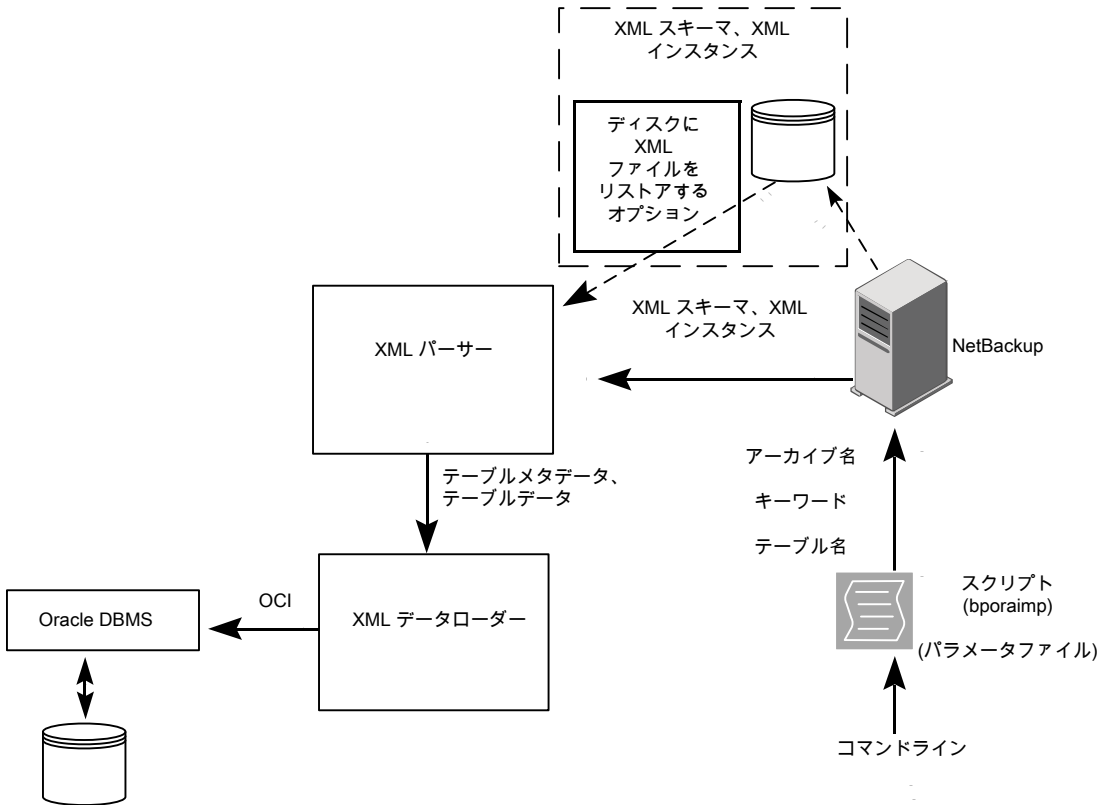 XML スキーマ、XML
インスタンス
ディスクに
XML
ファイルを
リストアする
オプション
XML スキーマ、XML
インスタンス
XML パーサー
NetBackup
アーカイブ名
テーブルメタデータ、
テーブルデータ
キーワード
テーブル名
OCI
スクリプト
(bporaimp)
Oracle DBMS
XML データローダー
(パラメータファイル)
コマンドライン